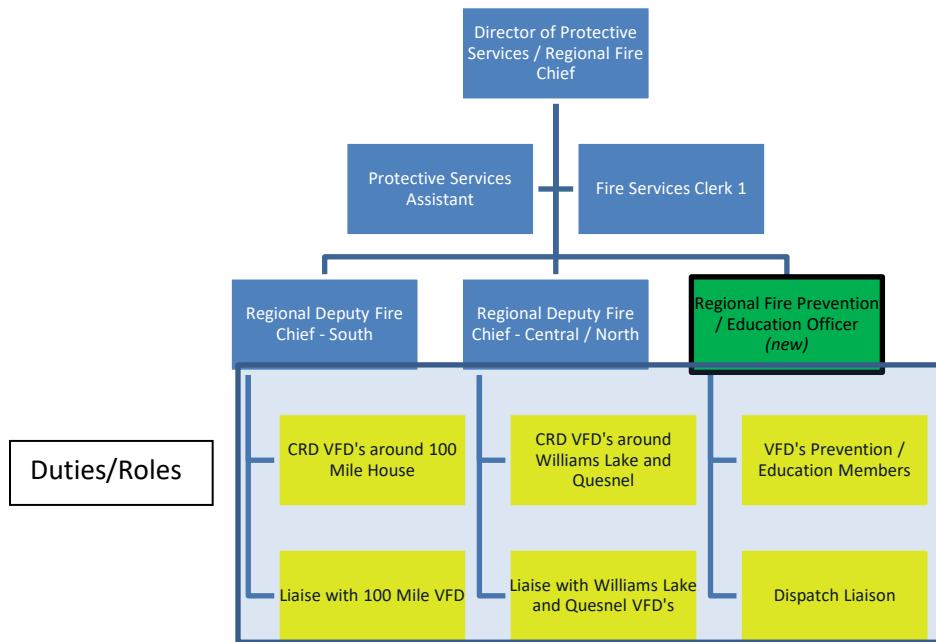 Director of Protective
Services / Regional Fire
Chief
Protective Services
Assistant
Fire Services Clerk 1
Regional Deputy Fire
Chief - South
Regional Deputy Fire
Chief - Central / North
Regional Fire Prevention
/ Education Officer
(new)
Duties/Roles
CRD VFD's around 100
Mile House
CRD VFD's around
Williams Lake and
Quesnel
VFD's Prevention /
Education Members
Liaise with 100 Mile VFD
Liaise with Williams Lake
and Quesnel VFD's
Dispatch Liaison